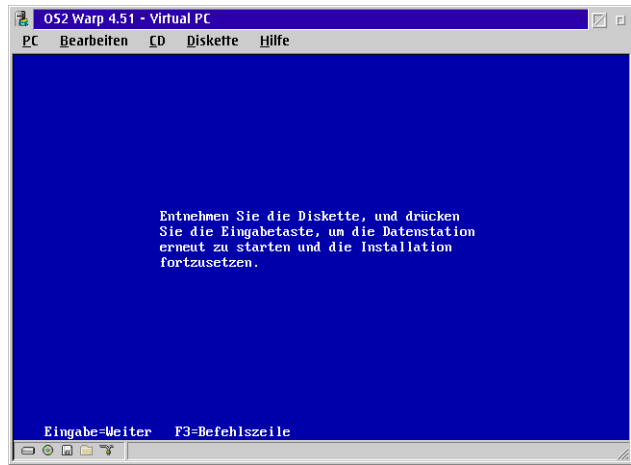 OS2 Warp 4.51 - Virtual PC
PC Bearbeiten CD Diskette Hilfe
Entnehmen Sie die Diskette, und drücken
Sie die Eingabetaste, um die Datenstation
erneut zu starten und die Installation
fortzusetzen.
Eingabe=Weiter F3=Befehlszeile